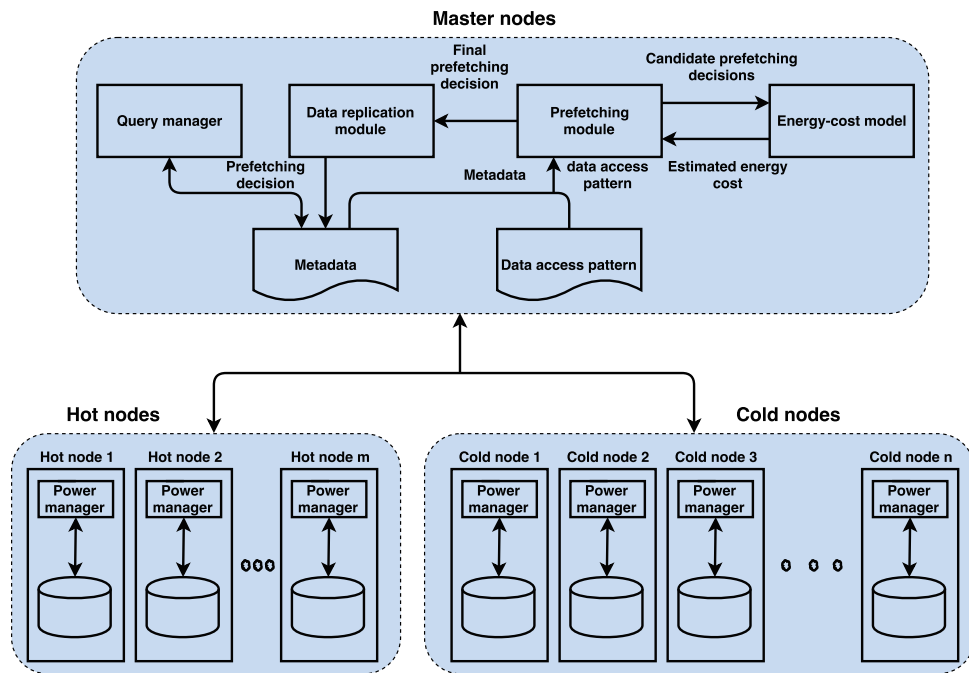 Master nodes
Final
prefetching
decision
Candidate prefetching
decisions
Query manager
Data replication
module
Prefetching
module
Energy-cost model
Prefetching
decision
Metadata
data access
pattern
Estimated energy
cost
Metadata
Data access pattern
Hot nodes
Cold nodes
Hot node 1
Hot node 2
Hot node m
Cold node 1
Cold node 2
Cold node 3
Cold node n
Power
manager
Power
manager
Power
manager
Power
manager
Power
manager
Power
manager
Power
manager